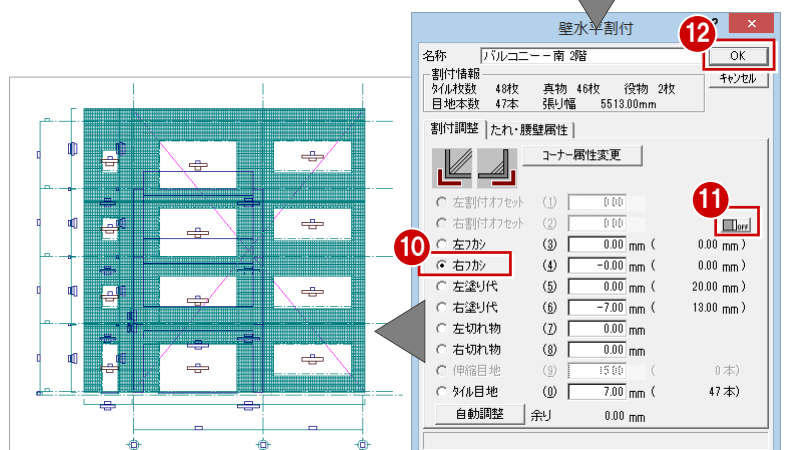 壁水平割付
?
×
12
名称
バルコニーー南 2階
OK
キャンセル
割付情報
タイル枚数 48枚 真物 46枚 役物 2枚
目地本数 47本 張り幅 5513.00mm
割付調整 たれ・腰壁属性
コーナー属性変更
左割付オフセット (1) 0.00
右割付オフセット (2) 0.00
11
OFF
左フカシ (3) 0.00 mm ( 0.00 mm )
10
右フカシ (4) -0.00 mm ( 0.00 mm )
左塗り代 (5) 0.00 mm ( 20.00 mm )
右塗り代 (6) -7.00 mm ( 13.00 mm )
左切れ物 (7) 0.00 mm
右切れ物 (8) 0.00 mm
伸縮目地 (9) 15.00 0 本)
タイル目地 (0) 7.00 mm ( 47 本)
自動調整 余り 0.00 mm